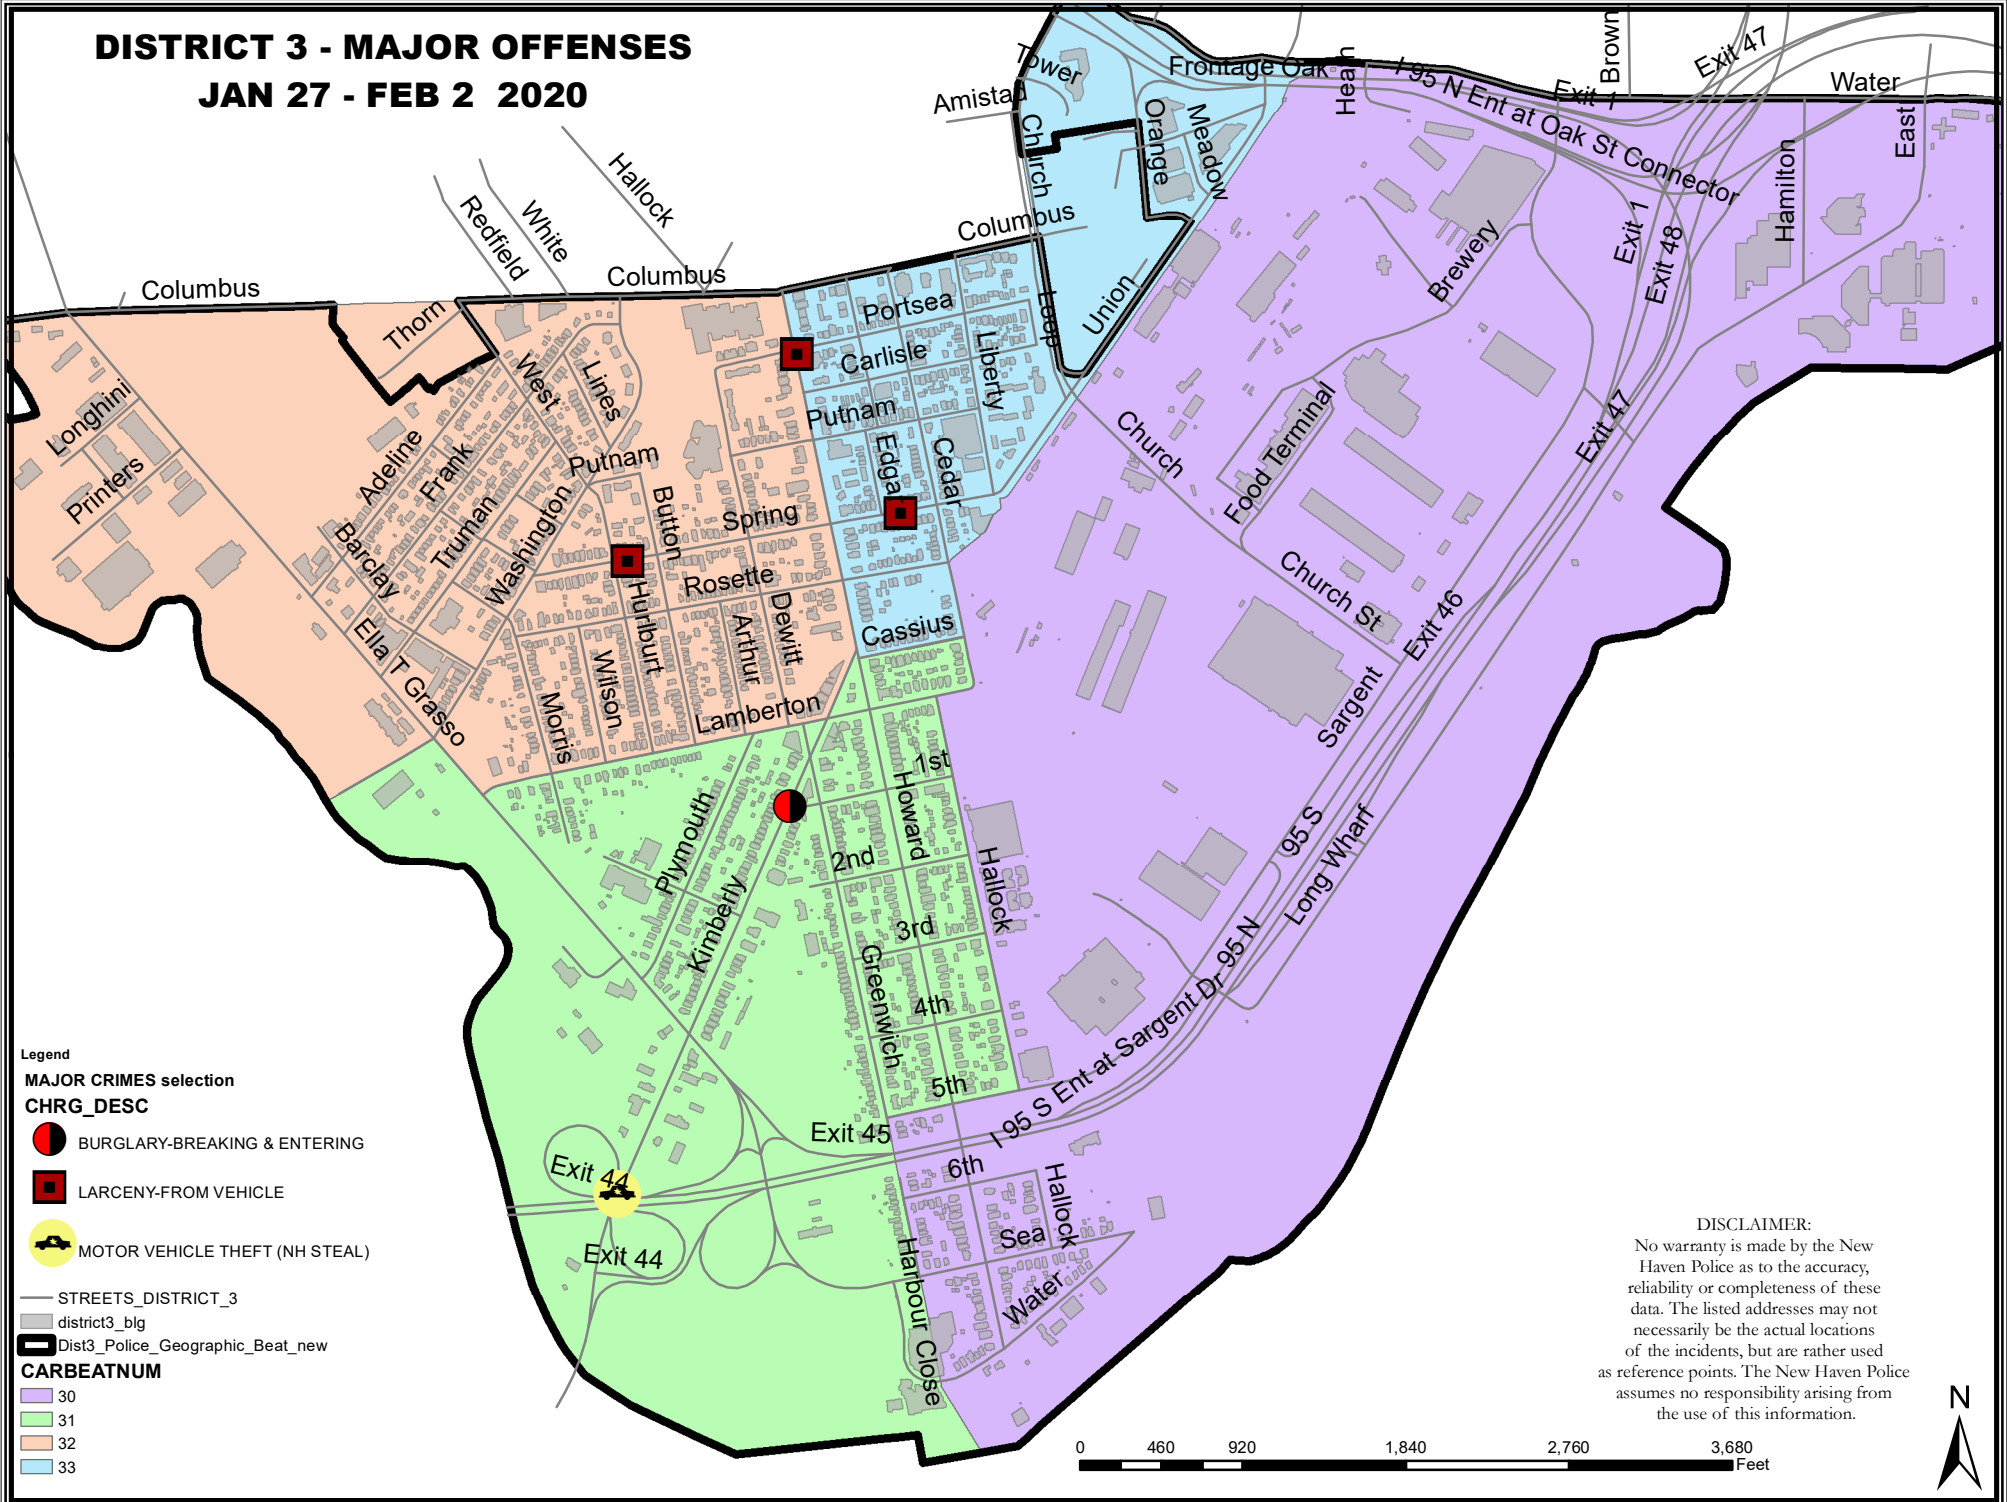 DISTRICT 3 - MAJOR OFFENSES
JAN 27 - FEB 2 2020
Tower
Amistad
Church
Orange
Meadow
Frontage Oak
Hearh
I 95 N Ent at Oak St Connector
Exit 1
Brown
Exit 47
Water
East
Hamilton
Exit 1
Exit 48
Brewery
Columbus
Columbus
Columbus
Redfield
White
Hallock
Thorn
Portsea
Carlisle
Liberty
Loop
Union
Putnam
Edgar
Cedar
Cassius
Longhini
Printers
Adeline
Frank
Truman
Washington
West
Lines
Putnam
Button
Spring
Rosette
Hurlburt
Arthur
Dewitt
Barclay
Ella T Grasso
Wilson
Morris
Lamberton
Church
Food Terminal
Church St
Exit 47
Exit 46
Sargent
95 S
Long Wharf
95 N
I 95 S Ent at Sargent Dr
Plymouth
Kimberly
1st
Howard
2nd
Hallock
3rd
Greenwich
4th
5th
Exit 45
6th
Hallock
Sea
Water
Harbour Close
Exit 44
Exit 44
Legend
MAJOR CRIMES selection
CHRG_DESC
BURGLARY-BREAKING & ENTERING
LARCENY-FROM VEHICLE
MOTOR VEHICLE THEFT (NH STEAL)
STREETS_DISTRICT_3
district3_blg
Dist3_Police_Geographic_Beat_new
CARBEATNUM
30
31
32
33
DISCLAIMER:
No warranty is made by the New
Haven Police as to the accuracy,
reliability or completeness of these
data. The listed addresses may not
necessarily be the actual locations
of the incidents, but are rather used
as reference points. The New Haven Police
assumes no responsibility arising from
the use of this information.
N
0 460 920 1,840 2,760 3,680
Feet